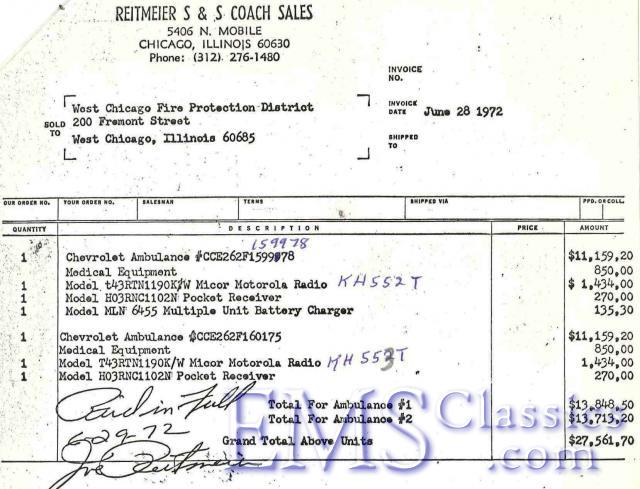 REITMEIER S & S COACH SALES
5406 N. MOBILE
CHICAGO, ILLINOIS 60630
Phone: (312) 276-1480
INVOICE NO.
INVOICE DATE June 28 1972
SHIPPED TO
SOLD TO
West Chicago Fire Protection District
200 Fremont Street
West Chicago, Illinois 60685
OUR ORDER NO. YOUR ORDER NO. SALESMAN TERMS SHIPPED VIA PPD. OR COLL.
QUANTITY DESCRIPTION PRICE AMOUNT
159978
1 Chevrolet Ambulance #CCE262F159978 $11,159,20
Medical Equipment 850,00
1 Model t43RTN1190K/W Micor Motorola Radio KH552T $ 1,434,00
1 Model H03RNC1102N Pocket Receiver 270,00
1 Model MLN 6455 Multiple Unit Battery Charger 135,30
1 Chevrolet Ambulance #CCE262F160175 $11,159,20
Medical Equipment 850,00
1 Model T43RTN1190K/W Micor Motorola Radio KH553T 1,434,00
1 Model H03RNC1102N Pocket Receiver 270,00
Paid in Full
Total For Ambulance #1 $13,848,50
6-29-72 Total For Ambulance #2 $13,713,20
Grand Total Above Units $27,561,70
Joe Reitmeier
EMS Classics
.com